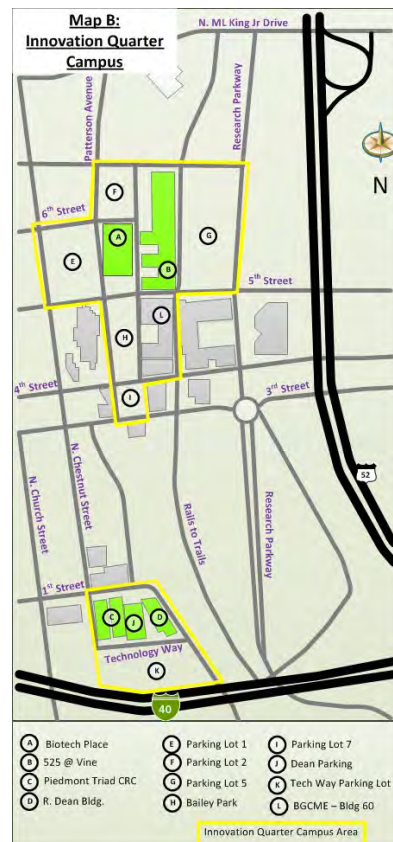 Map B:
Innovation Quarter
Campus
N. ML King Jr Drive
Patterson Avenue
Research Parkway
N
F
6th Street
A
E
G
B
5th Street
L
H
4th Street
I
3rd Street
52
N. Church Street
N. Chestnut Street
Rails to Trails
Research Parkway
1st Street
C
J
D
Technology Way
K
40
A Biotech Place
B 525 @ Vine
C Piedmont Triad CRC
D R. Dean Bldg.
E Parking Lot 1
F Parking Lot 2
G Parking Lot 5
H Bailey Park
I Parking Lot 7
J Dean Parking
K Tech Way Parking Lot
L BGCME – Bldg 60
Innovation Quarter Campus Area